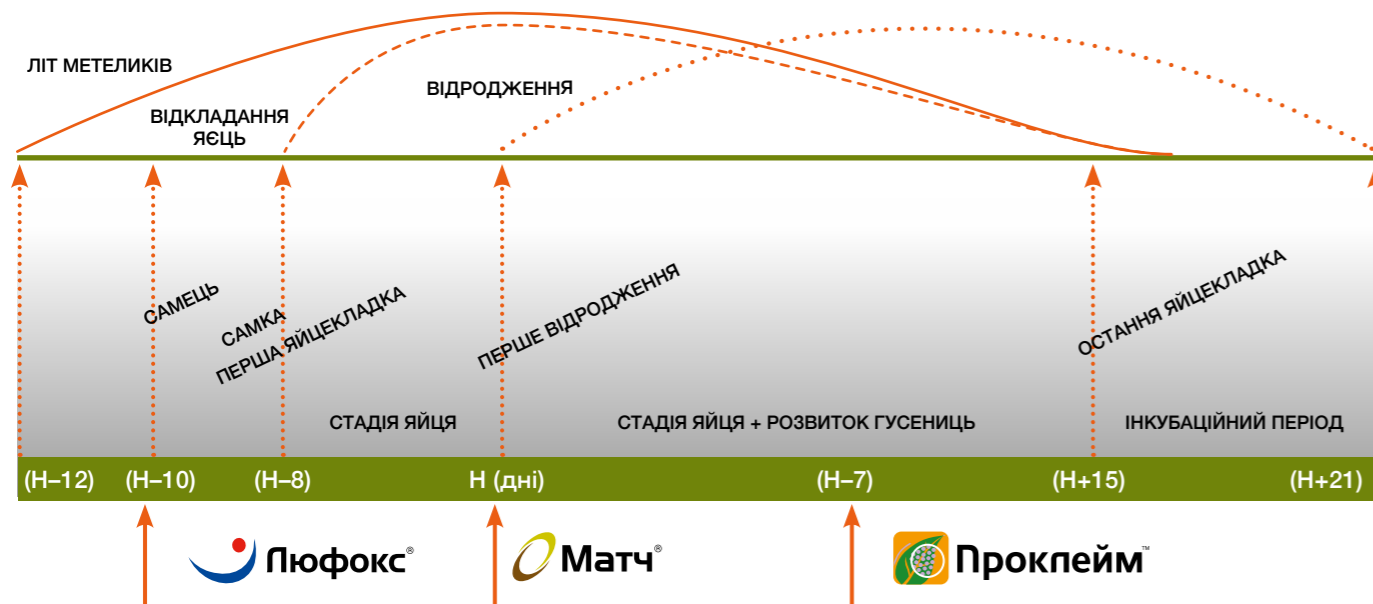 ЛІТ МЕТЕЛИКІВ
ВІДКЛАДАННЯ
ЯЄЦЬ
ВІДРОДЖЕННЯ
САМЕЦЬ
САМКА
ПЕРША ЯЙЦЕКЛАДКА
ПЕРШЕ ВІДРОДЖЕННЯ
ОСТАННЯ ЯЙЦЕКЛАДКА
СТАДІЯ ЯЙЦЯ
СТАДІЯ ЯЙЦЯ + РОЗВИТОК ГУСЕНИЦЬ
ІНКУБАЦІЙНИЙ ПЕРІОД
(Н–12) (Н–10) (Н–8) Н (дні) (Н–7) (Н+15) (Н+21)
Люфокс® Матч® Проклейм™